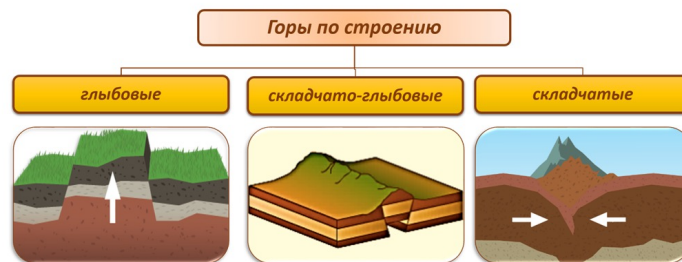 Горы по строению
глыбовые
складчато-глыбовые
складчатые